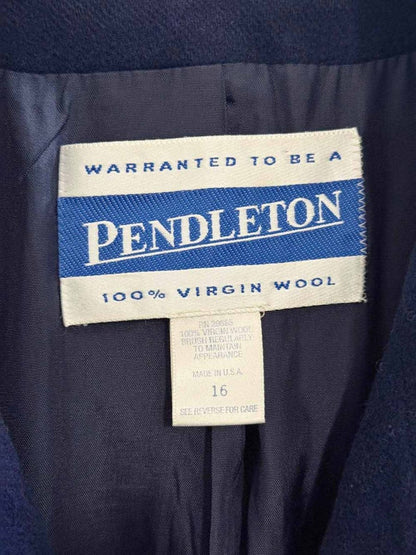 WARRANTED TO BE A
PENDLETON
100% VIRGIN WOOL
RN 29685
100% VIRGIN WOOL
BRUSH REGULARLY
TO MAINTAIN
APPEARANCE
MADE IN U.S.A.
16
SEE REVERSE FOR CARE